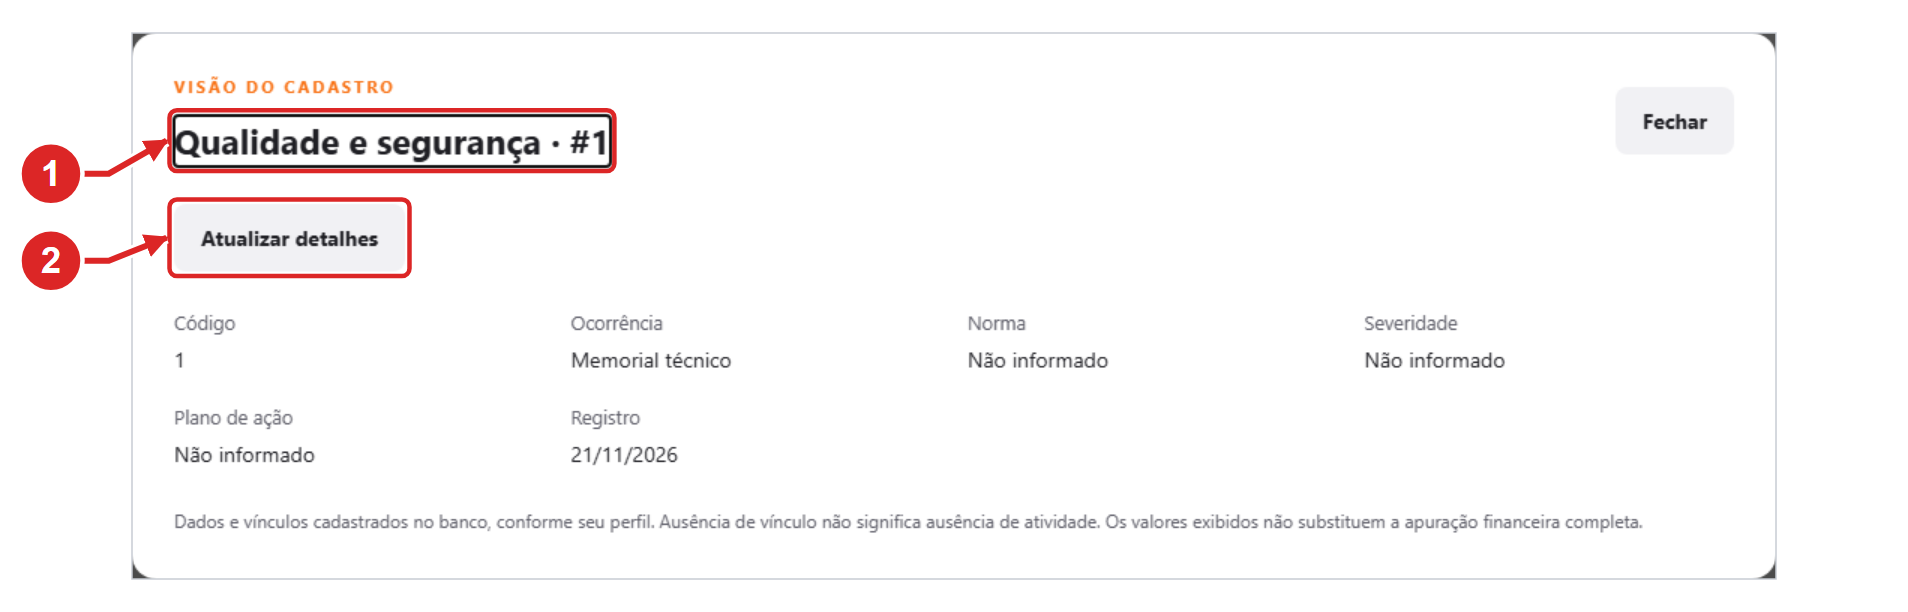 VISÃO DO CADASTRO
Qualidade e segurança · #1
Fechar
1
Atualizar detalhes
2
Código
Ocorrência
Norma
Severidade
1
Memorial técnico
Não informado
Não informado
Plano de ação
Registro
Não informado
21/11/2026
Dados e vínculos cadastrados no banco, conforme seu perfil. Ausência de vínculo não significa ausência de atividade. Os valores exibidos não substituem a apuração financeira completa.